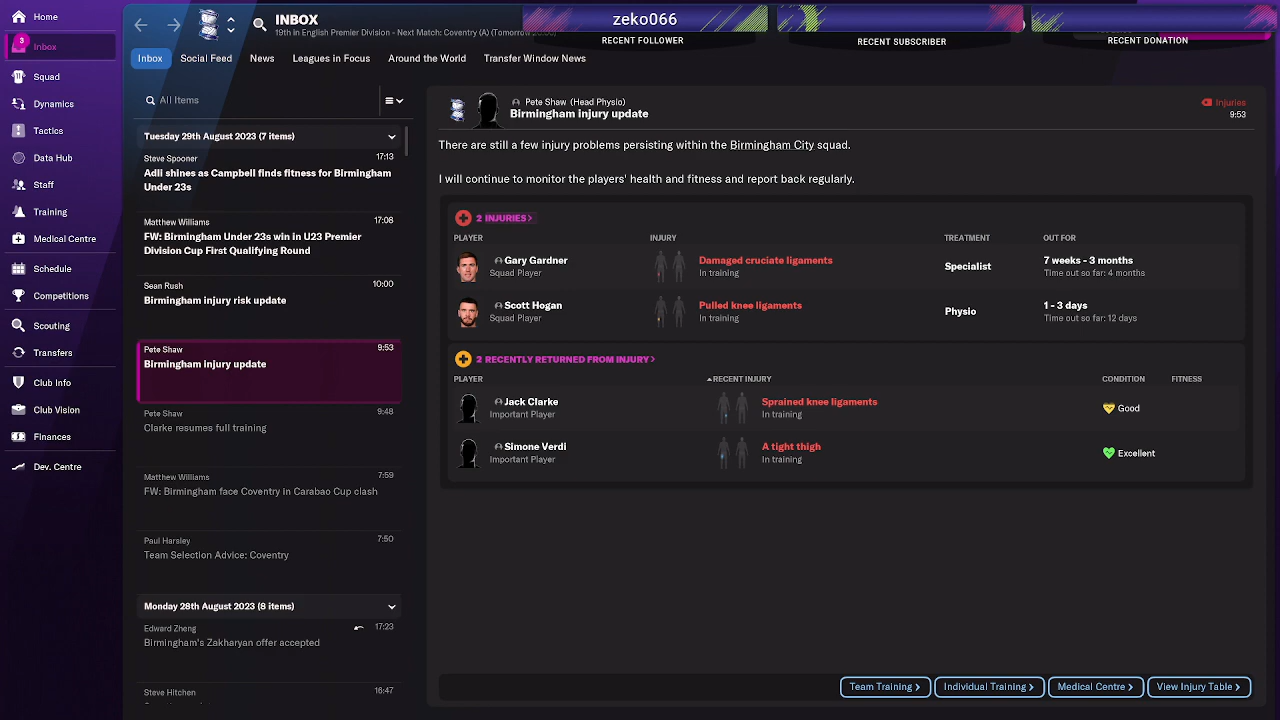 Home
3
Inbox
Squad
Dynamics
Tactics
Data Hub
Staff
Training
Medical Centre
Schedule
Competitions
Scouting
Transfers
Club Info
Club Vision
Finances
Dev. Centre
INBOX
19th in English Premier Division - Next Match: Coventry (A) (Tomorrow
zeko066
RECENT FOLLOWER
RECENT SUBSCRIBER
RECENT DONATION
Inbox
Social Feed
News
Leagues in Focus
Around the World
Transfer Window News
All Items
Tuesday 29th August 2023 (7 items)
Steve Spooner
17:13
Adli shines as Campbell finds fitness for Birmingham
Under 23s
Matthew Williams
17:08
FW: Birmingham Under 23s win in U23 Premier
Division Cup First Qualifying Round
Sean Rush
10:00
Birmingham injury risk update
Pete Shaw
9:53
Birmingham injury update
Pete Shaw
9:48
Clarke resumes full training
Matthew Williams
7:59
FW: Birmingham face Coventry in Carabao Cup clash
Paul Harsley
7:50
Team Selection Advice: Coventry
Monday 28th August 2023 (8 items)
Edward Zheng
17:23
Birmingham's Zakharyan offer accepted
Steve Hitchen
16:47
Pete Shaw (Head Physio)
Birmingham injury update
Injuries
9:53
There are still a few injury problems persisting within the Birmingham City squad.
I will continue to monitor the players' health and fitness and report back regularly.
2 INJURIES >
PLAYER INJURY TREATMENT OUT FOR
Gary Gardner
Squad Player
Damaged cruciate ligaments
In training
Specialist
7 weeks - 3 months
Time out so far: 4 months
Scott Hogan
Squad Player
Pulled knee ligaments
In training
Physio
1 - 3 days
Time out so far: 12 days
2 RECENTLY RETURNED FROM INJURY >
PLAYER RECENT INJURY CONDITION FITNESS
Jack Clarke
Important Player
Sprained knee ligaments
In training
Good
Simone Verdi
Important Player
A tight thigh
In training
Excellent
Team Training >
Individual Training >
Medical Centre >
View Injury Table >